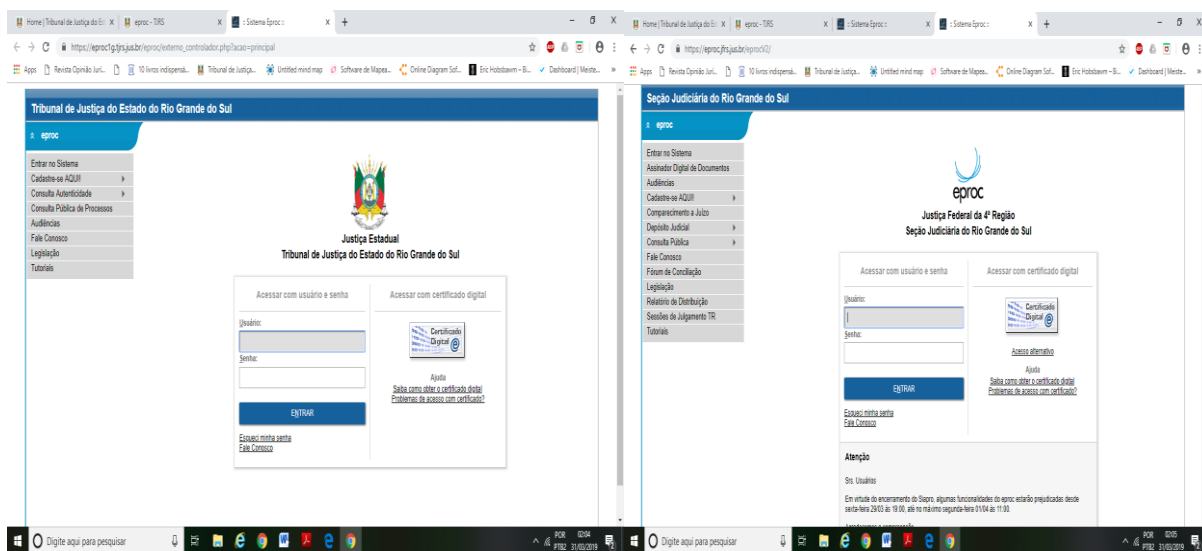 Home | Tribunal de Justiça do Es
eproc - TJRS
:: Sistema Eproc ::
https://eproc1g.tjrs.jus.br/eproc/externo_controlador.php?acao=principal
Apps
Revista Opinião Jurí...
10 livros indispensá...
Tribunal de Justiça...
Untitled mind map
Software de Mapea...
Online Diagram Sof...
Eric Hobsbawm – Bi...
Dashboard | Meiste...
»
Tribunal de Justiça do Estado do Rio Grande do Sul
eproc
Entrar no Sistema
Cadastre-se AQUI!
Consulta Autenticidade
Consulta Pública de Processos
Audiências
Fale Conosco
Legislação
Tutoriais
Justiça Estadual
Tribunal de Justiça do Estado do Rio Grande do Sul
Acessar com usuário e senha
Usuário:
Senha:
ENTRAR
Esqueci minha senha
Fale Conosco
Acessar com certificado digital
Certificado
Digital
Ajuda
Saiba como obter o certificado digital
Problemas de acesso com certificado?
Digite aqui para pesquisar
POR
PTB2
02:04
31/03/2019
Home | Tribunal de Justiça do Es
eproc - TJRS
:: Sistema Eproc ::
:: Sistema Eproc ::
https://eproc.jfrs.jus.br/eprocV2/
Apps
Revista Opinião Jurí...
10 livros indispensá...
Tribunal de Justiça...
Untitled mind map
Software de Mapea...
Online Diagram Sof...
Eric Hobsbawm – Bi...
Dashboard | Meiste...
»
Seção Judiciária do Rio Grande do Sul
eproc
Entrar no Sistema
Assinador Digital de Documentos
Audiências
Cadastre-se AQUI!
Comparecimento a Juízo
Depósito Judicial
Consulta Pública
Fale Conosco
Fórum de Conciliação
Legislação
Relatório de Distribuição
Sessões de Julgamento TR
Tutoriais
eproc
Justiça Federal da 4ª Região
Seção Judiciária do Rio Grande do Sul
Acessar com usuário e senha
Usuário:
Senha:
ENTRAR
Esqueci minha senha
Fale Conosco
Acessar com certificado digital
Certificado
Digital
Acesso alternativo
Ajuda
Saiba como obter o certificado digital
Problemas de acesso com certificado?
Atenção
Srs. Usuários
Em virtude do encerramento do Siapro, algumas funcionalidades do eproc estarão prejudicadas desde
sexta-feira 29/03 às 19:00, até no máximo segunda-feira 01/04 às 11:00.
Digite aqui para pesquisar
POR
PTB2
02:05
31/03/2019